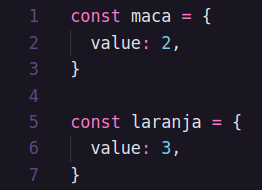 1 const maca = {
2   value: 2,
3 }
4
5 const laranja = {
6   value: 3,
7 }